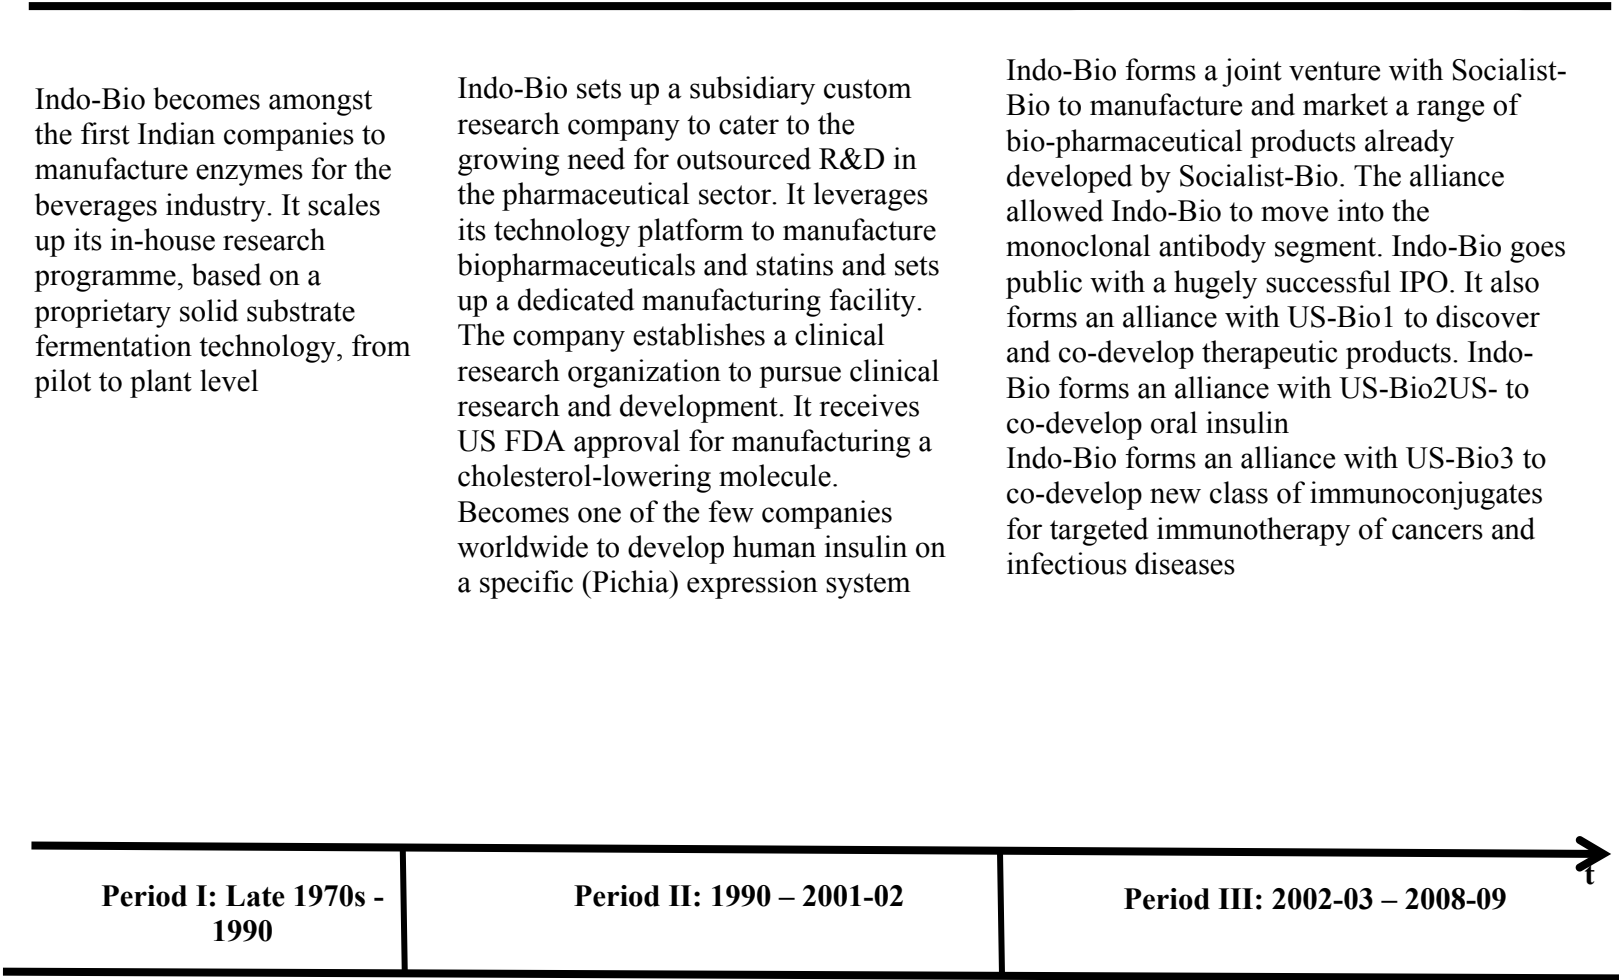 Indo-Bio becomes amongst
the first Indian companies to
manufacture enzymes for the
beverages industry. It scales
up its in-house research
programme, based on a
proprietary solid substrate
fermentation technology, from
pilot to plant level
Indo-Bio sets up a subsidiary custom
research company to cater to the
growing need for outsourced R&D in
the pharmaceutical sector. It leverages
its technology platform to manufacture
biopharmaceuticals and statins and sets
up a dedicated manufacturing facility.
The company establishes a clinical
research organization to pursue clinical
research and development. It receives
US FDA approval for manufacturing a
cholesterol-lowering molecule.
Becomes one of the few companies
worldwide to develop human insulin on
a specific (Pichia) expression system
Indo-Bio forms a joint venture with Socialist-
Bio to manufacture and market a range of
bio-pharmaceutical products already
developed by Socialist-Bio. The alliance
allowed Indo-Bio to move into the
monoclonal antibody segment. Indo-Bio goes
public with a hugely successful IPO. It also
forms an alliance with US-Bio1 to discover
and co-develop therapeutic products. Indo-
Bio forms an alliance with US-Bio2US- to
co-develop oral insulin
Indo-Bio forms an alliance with US-Bio3 to
co-develop new class of immunoconjugates
for targeted immunotherapy of cancers and
infectious diseases
t
Period I: Late 1970s -
1990
Period II: 1990 – 2001-02
Period III: 2002-03 – 2008-09